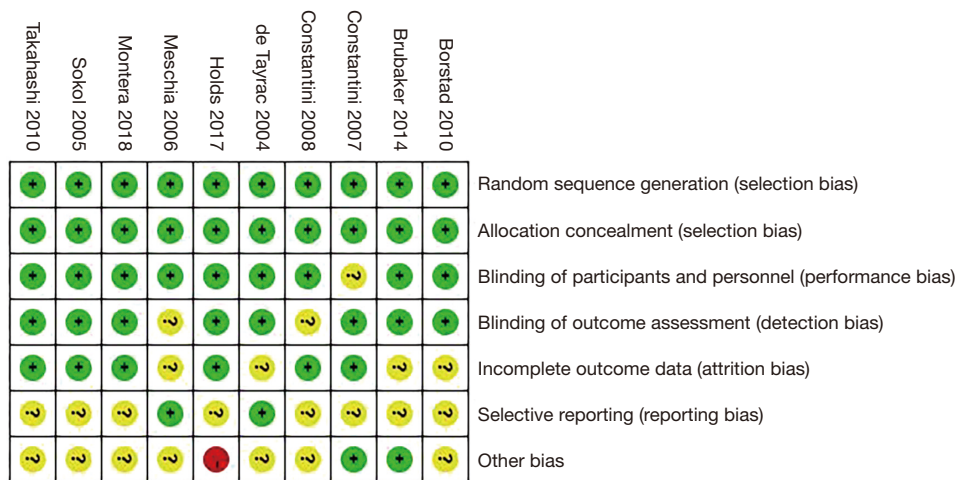 Takahashi 2010
Sokol 2005
Montera 2018
Meschia 2006
Holds 2017
de Tayrac 2004
Constantini 2008
Constantini 2007
Brubaker 2014
Borstad 2010
+ + + + + + + + + + Random sequence generation (selection bias)
+ + + + + + + + + + Allocation concealment (selection bias)
+ + + + + + + ? + + Blinding of participants and personnel (performance bias)
+ + + ? + + ? + + + Blinding of outcome assessment (detection bias)
+ + + ? + ? + + ? ? Incomplete outcome data (attrition bias)
? ? ? + ? + ? ? ? ? Selective reporting (reporting bias)
? ? ? ? - ? ? + + ? Other bias